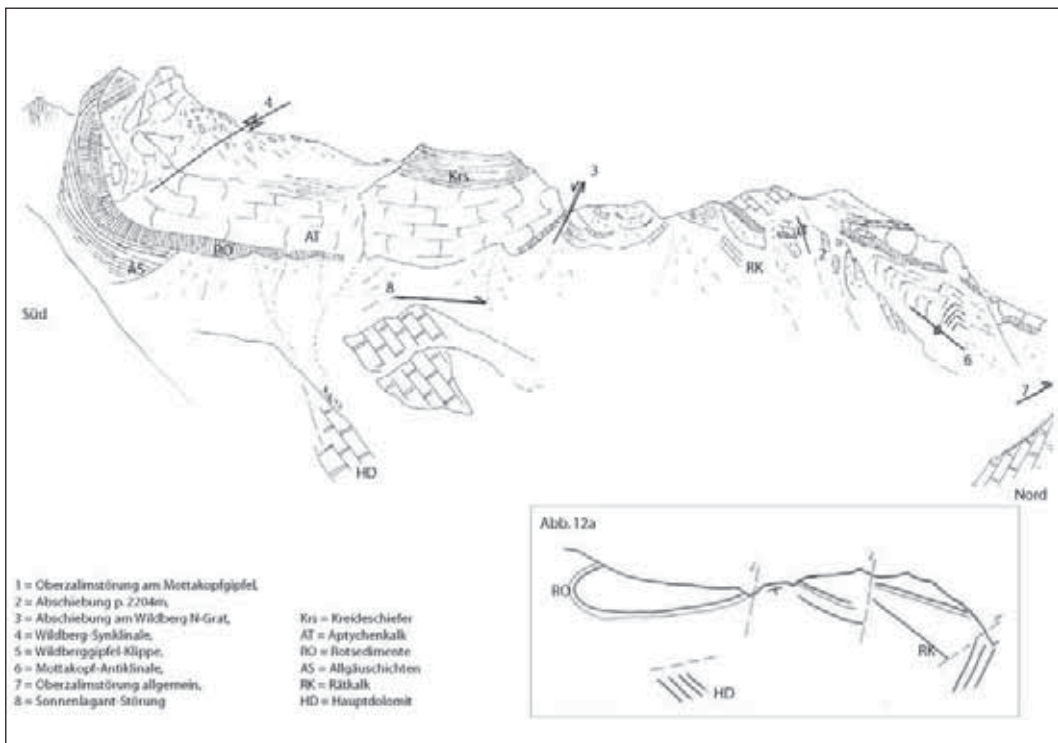 4
3
Krs
AT
RO
AS
RK
2
8
Süd
6
7
HD
Nord
Abb. 12a
RO
RK
HD
1 = Oberzalimstörung am Mottakopfgipfel,
2 = Abschiebung p. 2204m,
3 = Abschiebung am Wildberg N-Grat,
4 = Wildberg-Synklinale,
5 = Wildberggipfel-Klippe,
6 = Mottakopf-Antiklinale,
7 = Oberzalimstörung allgemein,
8 = Sonnenlagant-Störung
Krs = Kreideschiefer
AT = Aptychenkalk
RO = Rotsedimente
AS = Allgäuschichten
RK = Rätkalk
HD = Hauptdolomit